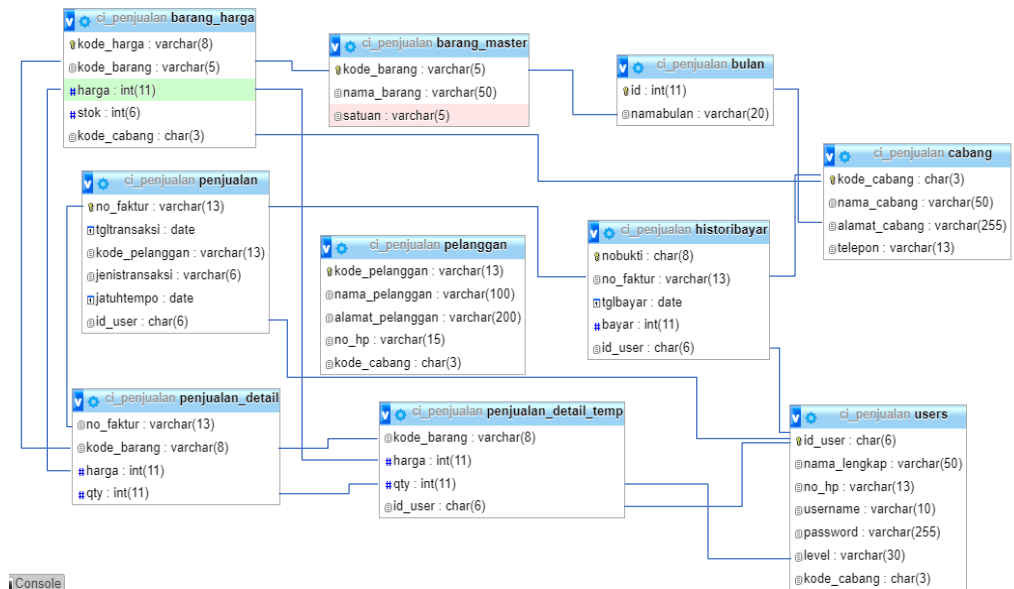 ci_penjualan barang_harga
kode_harga : varchar(8)
kode_barang : varchar(5)
harga : int(11)
stok : int(6)
kode_cabang : char(3)
ci_penjualan barang_master
kode_barang : varchar(5)
nama_barang : varchar(50)
satuan : varchar(5)
ci_penjualan bulan
id : int(11)
namabulan : varchar(20)
ci_penjualan cabang
kode_cabang : char(3)
nama_cabang : varchar(50)
alamat_cabang : varchar(255)
telepon : varchar(13)
ci_penjualan penjualan
no_faktur : varchar(13)
tgltransaksi : date
kode_pelanggan : varchar(13)
jenistransaksi : varchar(6)
jatuhtempo : date
id_user : char(6)
ci_penjualan pelanggan
kode_pelanggan : varchar(13)
nama_pelanggan : varchar(100)
alamat_pelanggan : varchar(200)
no_hp : varchar(15)
kode_cabang : char(3)
ci_penjualan historibayar
nobukti : char(8)
no_faktur : varchar(13)
tglbayar : date
bayar : int(11)
id_user : char(6)
ci_penjualan penjualan_detail
no_faktur : varchar(13)
kode_barang : varchar(8)
harga : int(11)
qty : int(11)
ci_penjualan penjualan_detail_temp
kode_barang : varchar(8)
harga : int(11)
qty : int(11)
id_user : char(6)
ci_penjualan users
id_user : char(6)
nama_lengkap : varchar(50)
no_hp : varchar(13)
username : varchar(10)
password : varchar(255)
level : varchar(30)
kode_cabang : char(3)
Console